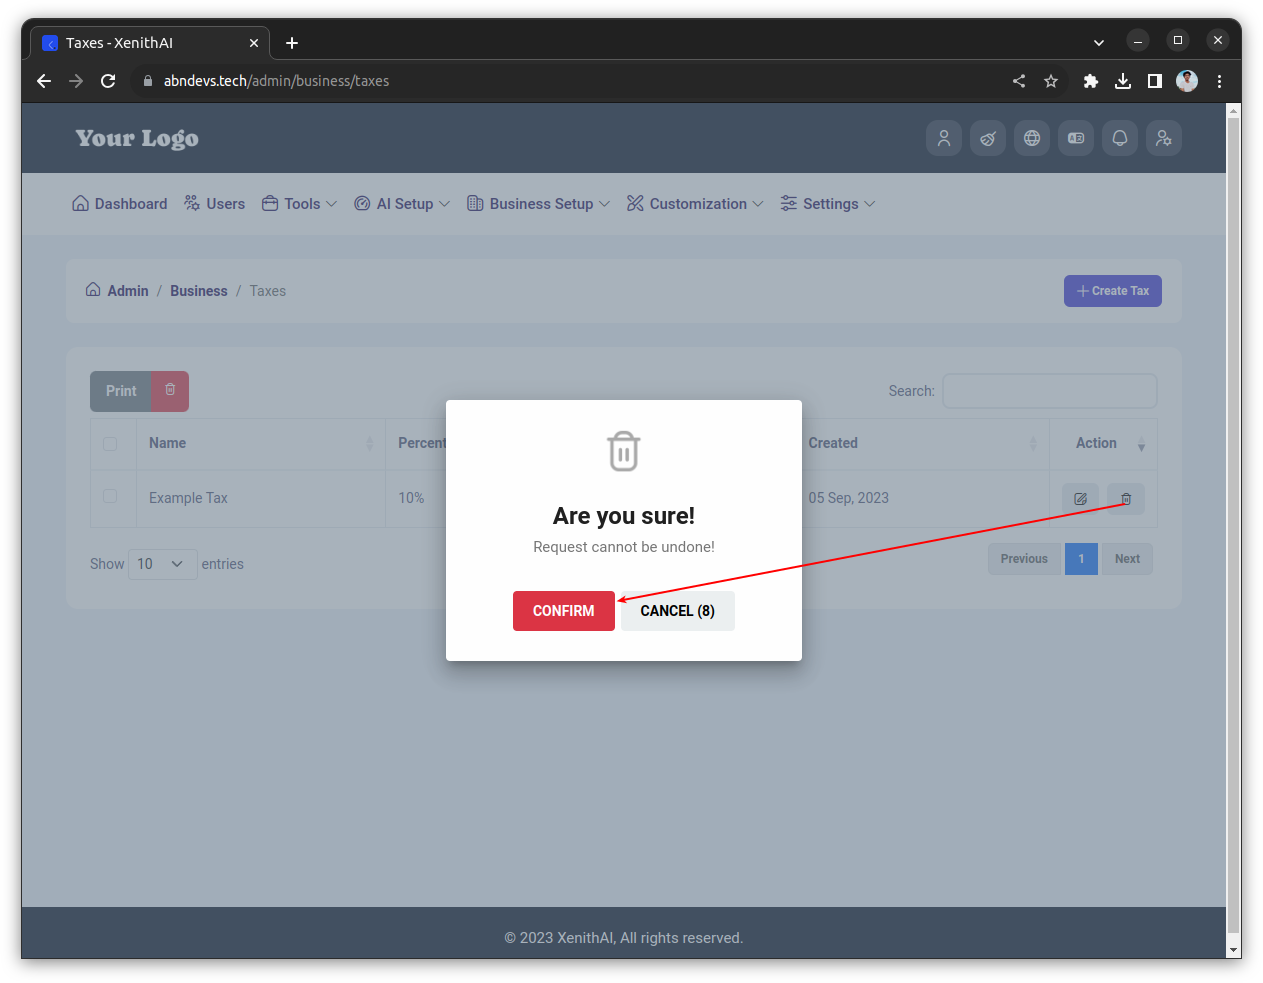 Taxes - XenithAI
abndevs.tech/admin/business/taxes
Your Logo
Dashboard Users Tools AI Setup Business Setup Customization Settings
Admin / Business / Taxes
Create Tax
Print
Search:
Name Percent Created Action
Example Tax 10% 05 Sep, 2023
Show 10 entries
Previous 1 Next
Are you sure!
Request cannot be undone!
CONFIRM CANCEL (8)
© 2023 XenithAI, All rights reserved.